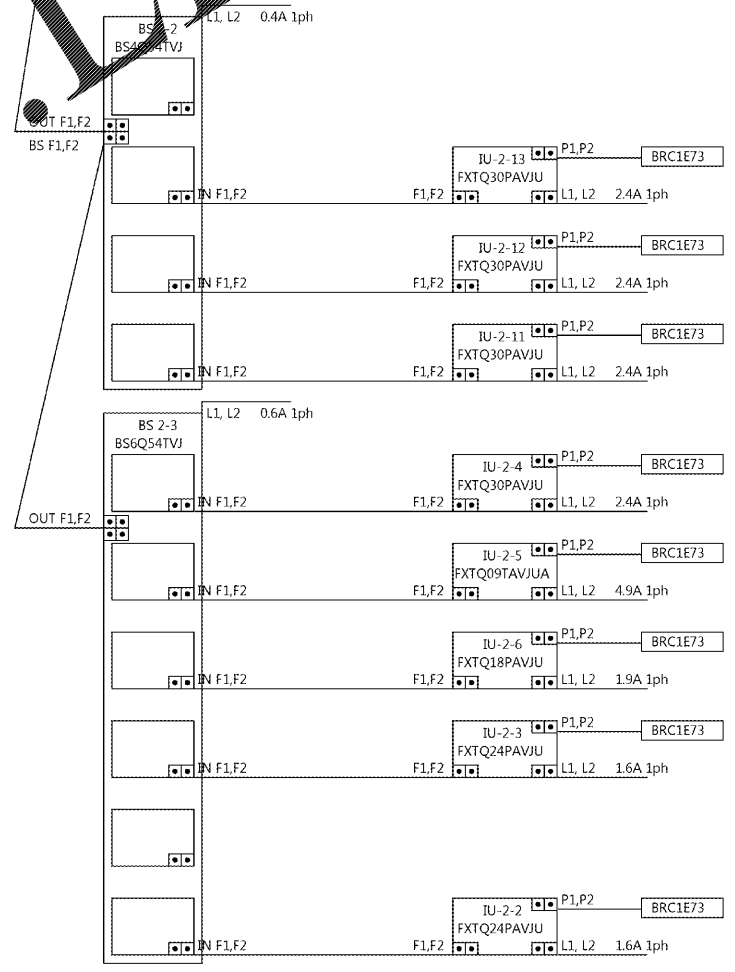 L1, L2 0.4A 1ph
BS -2
BS4Q54TVJ
OUT F1,F2
BS F1,F2
P1,P2 BRC1E73
IU-2-13
FXTQ30PAVJU
IN F1,F2 F1,F2 L1, L2 2.4A 1ph
P1,P2 BRC1E73
IU-2-12
FXTQ30PAVJU
IN F1,F2 F1,F2 L1, L2 2.4A 1ph
P1,P2 BRC1E73
IU-2-11
FXTQ30PAVJU
IN F1,F2 F1,F2 L1, L2 2.4A 1ph
L1, L2 0.6A 1ph
BS 2-3
BS6Q54TVJ
P1,P2 BRC1E73
IU-2-4
FXTQ30PAVJU
IN F1,F2 F1,F2 L1, L2 2.4A 1ph
OUT F1,F2
P1,P2 BRC1E73
IU-2-5
FXTQ09TAVJUA
IN F1,F2 F1,F2 L1, L2 4.9A 1ph
P1,P2 BRC1E73
IU-2-6
FXTQ18PAVJU
IN F1,F2 F1,F2 L1, L2 1.9A 1ph
P1,P2 BRC1E73
IU-2-3
FXTQ24PAVJU
IN F1,F2 F1,F2 L1, L2 1.6A 1ph
P1,P2 BRC1E73
IU-2-2
FXTQ24PAVJU
IN F1,F2 F1,F2 L1, L2 1.6A 1ph